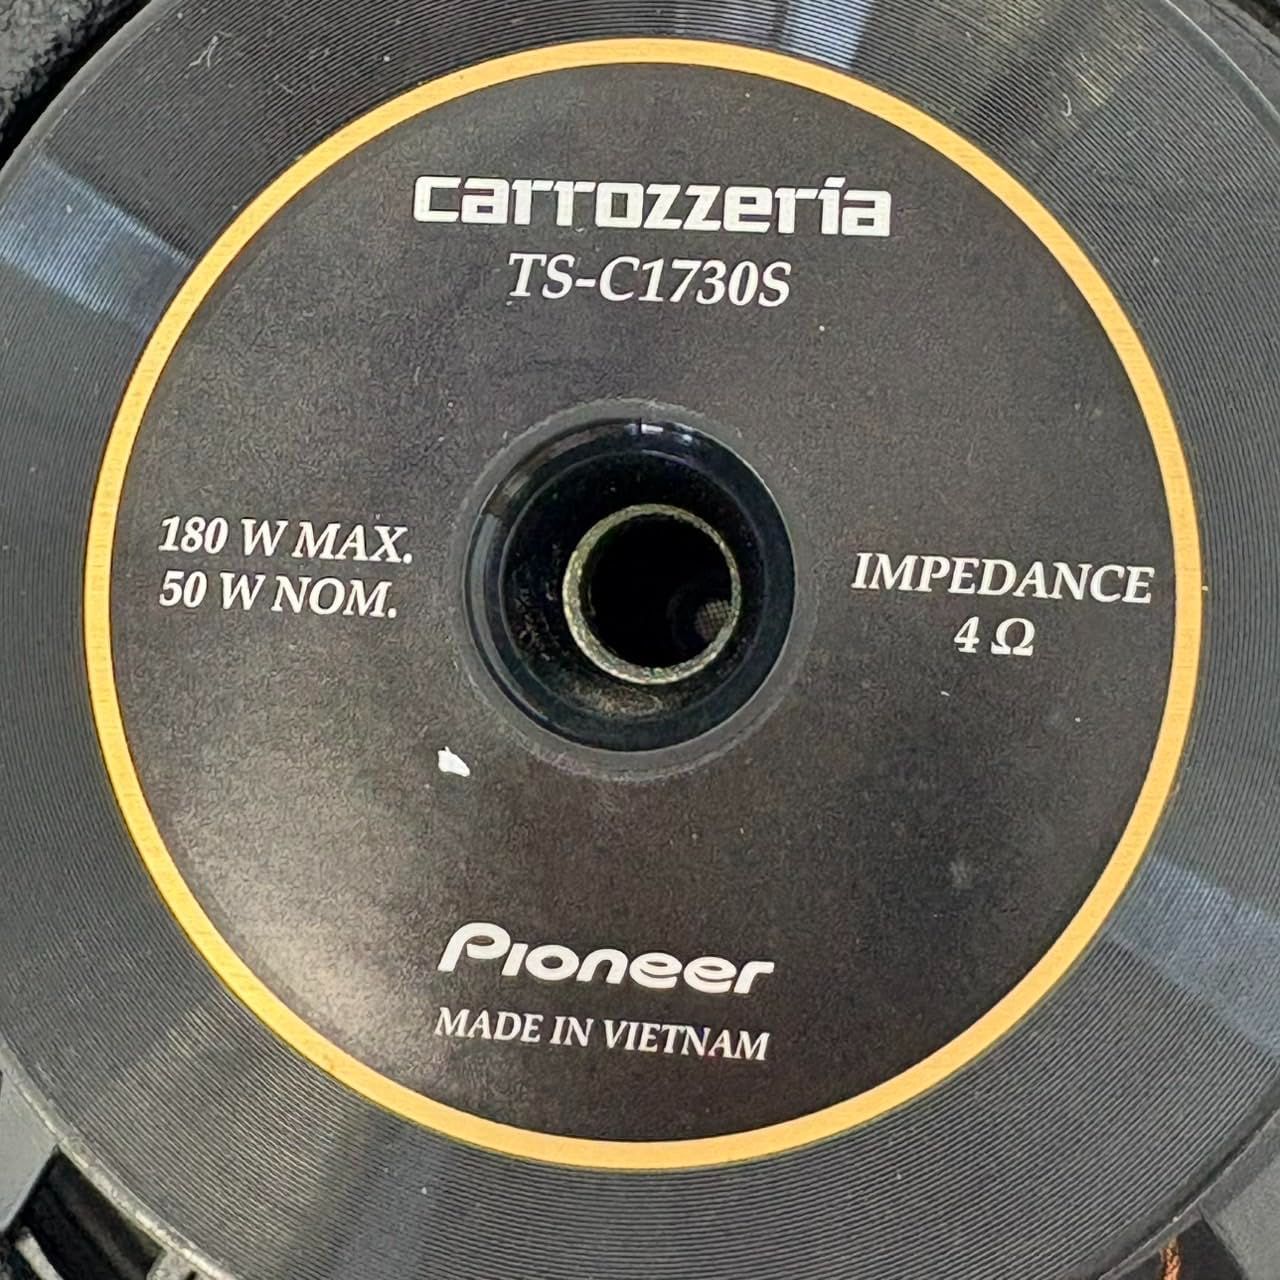 carrozzeria
TS-C1730S
180 W MAX.
50 W NOM.
IMPEDANCE
4 Ω
Pioneer
MADE IN VIETNAM